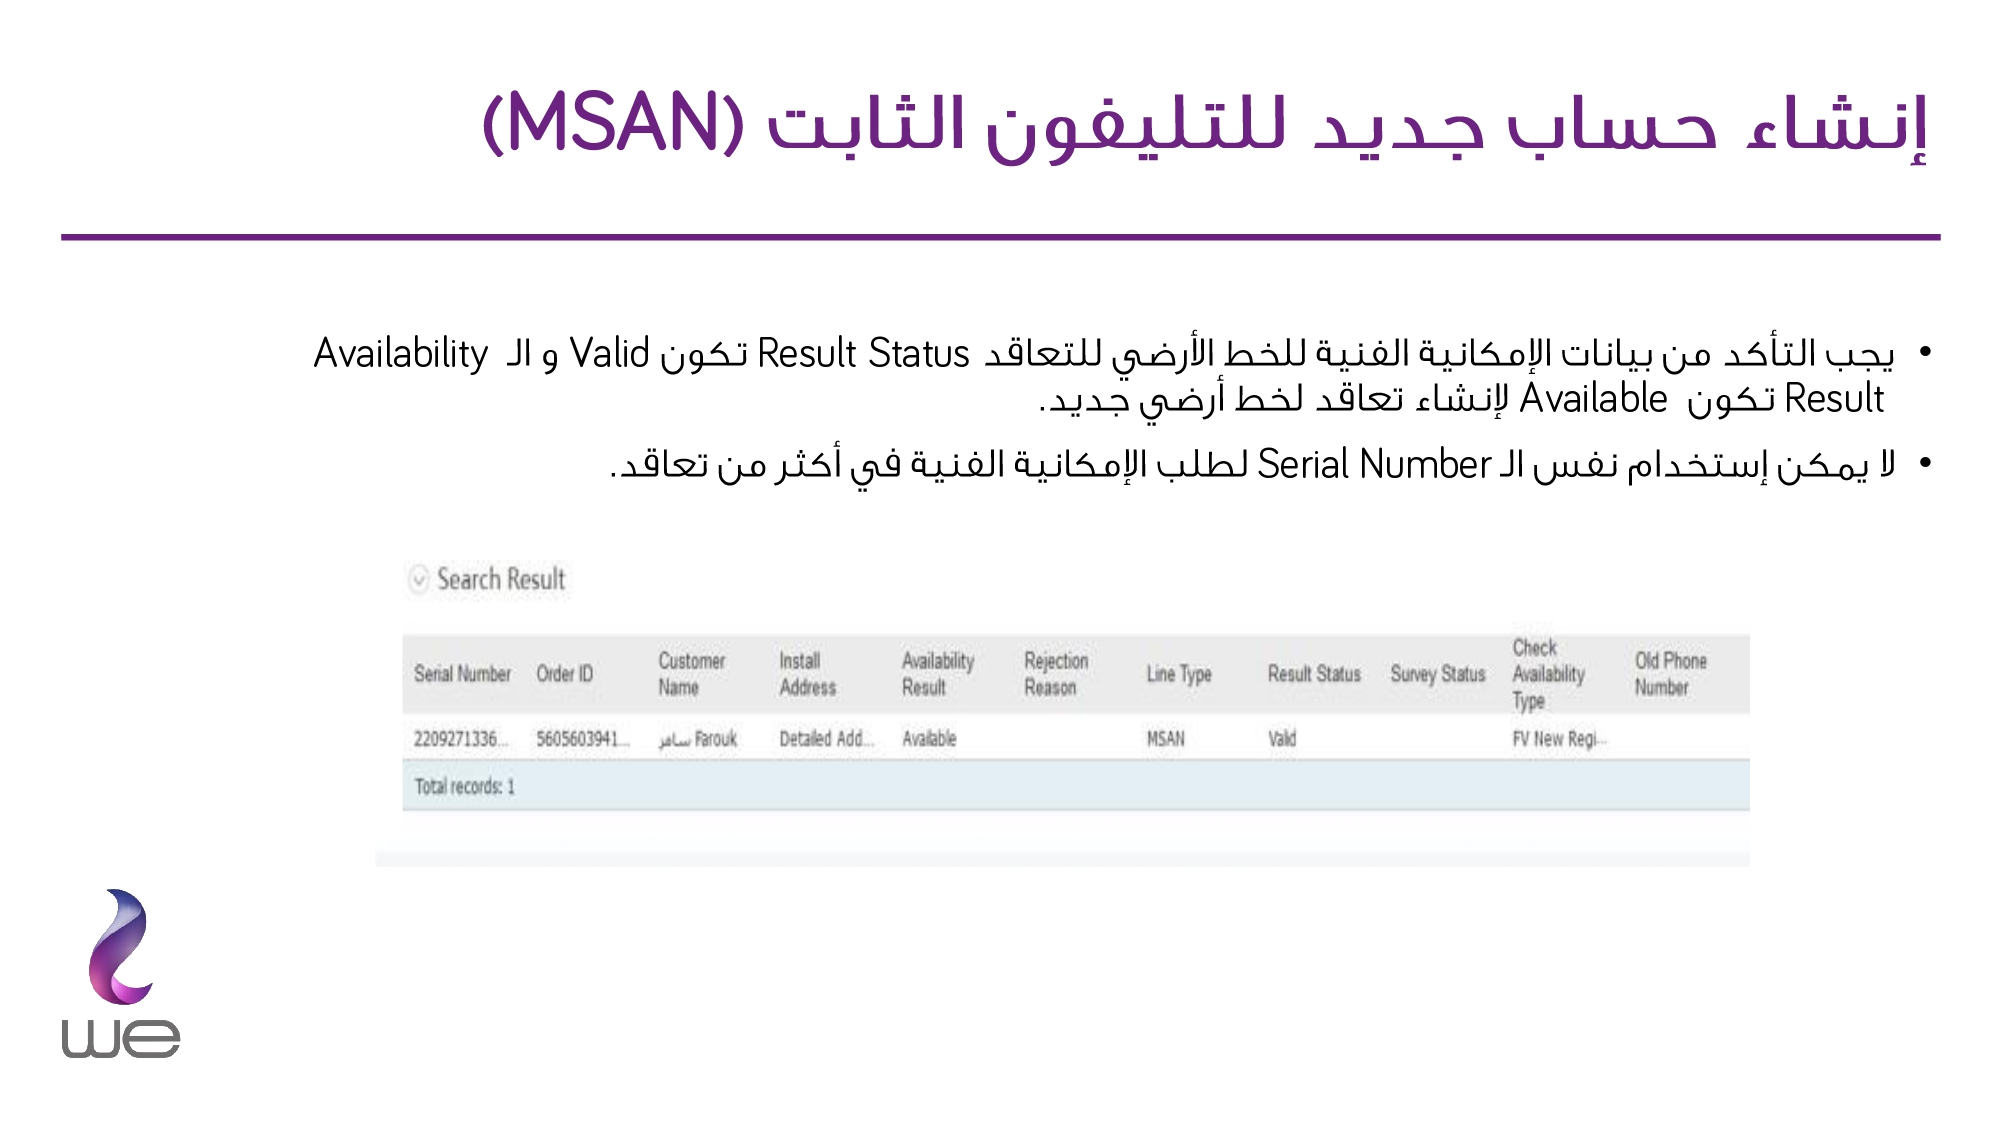 إنشاء حساب جديد للتليفون الثابت (MSAN)
• يجب التأكد من بيانات الإمكانية الفنية للخط الأرضي للتعاقد Result Status تكون Valid و الـ Availability
Result تكون Available لإنشاء تعاقد لخط أرضي جديد.
• لا يمكن إستخدام نفس الـ Serial Number لطلب الإمكانية الفنية في أكثر من تعاقد.
Search Result
Serial Number Order ID Customer Name Install Address Availability Result Rejection Reason Line Type Result Status Survey Status Check Availability Type Old Phone Number
2209271336... 5605603941... سامر Farouk Detailed Add... Available MSAN Valid FV New Regi...
Total records: 1
we